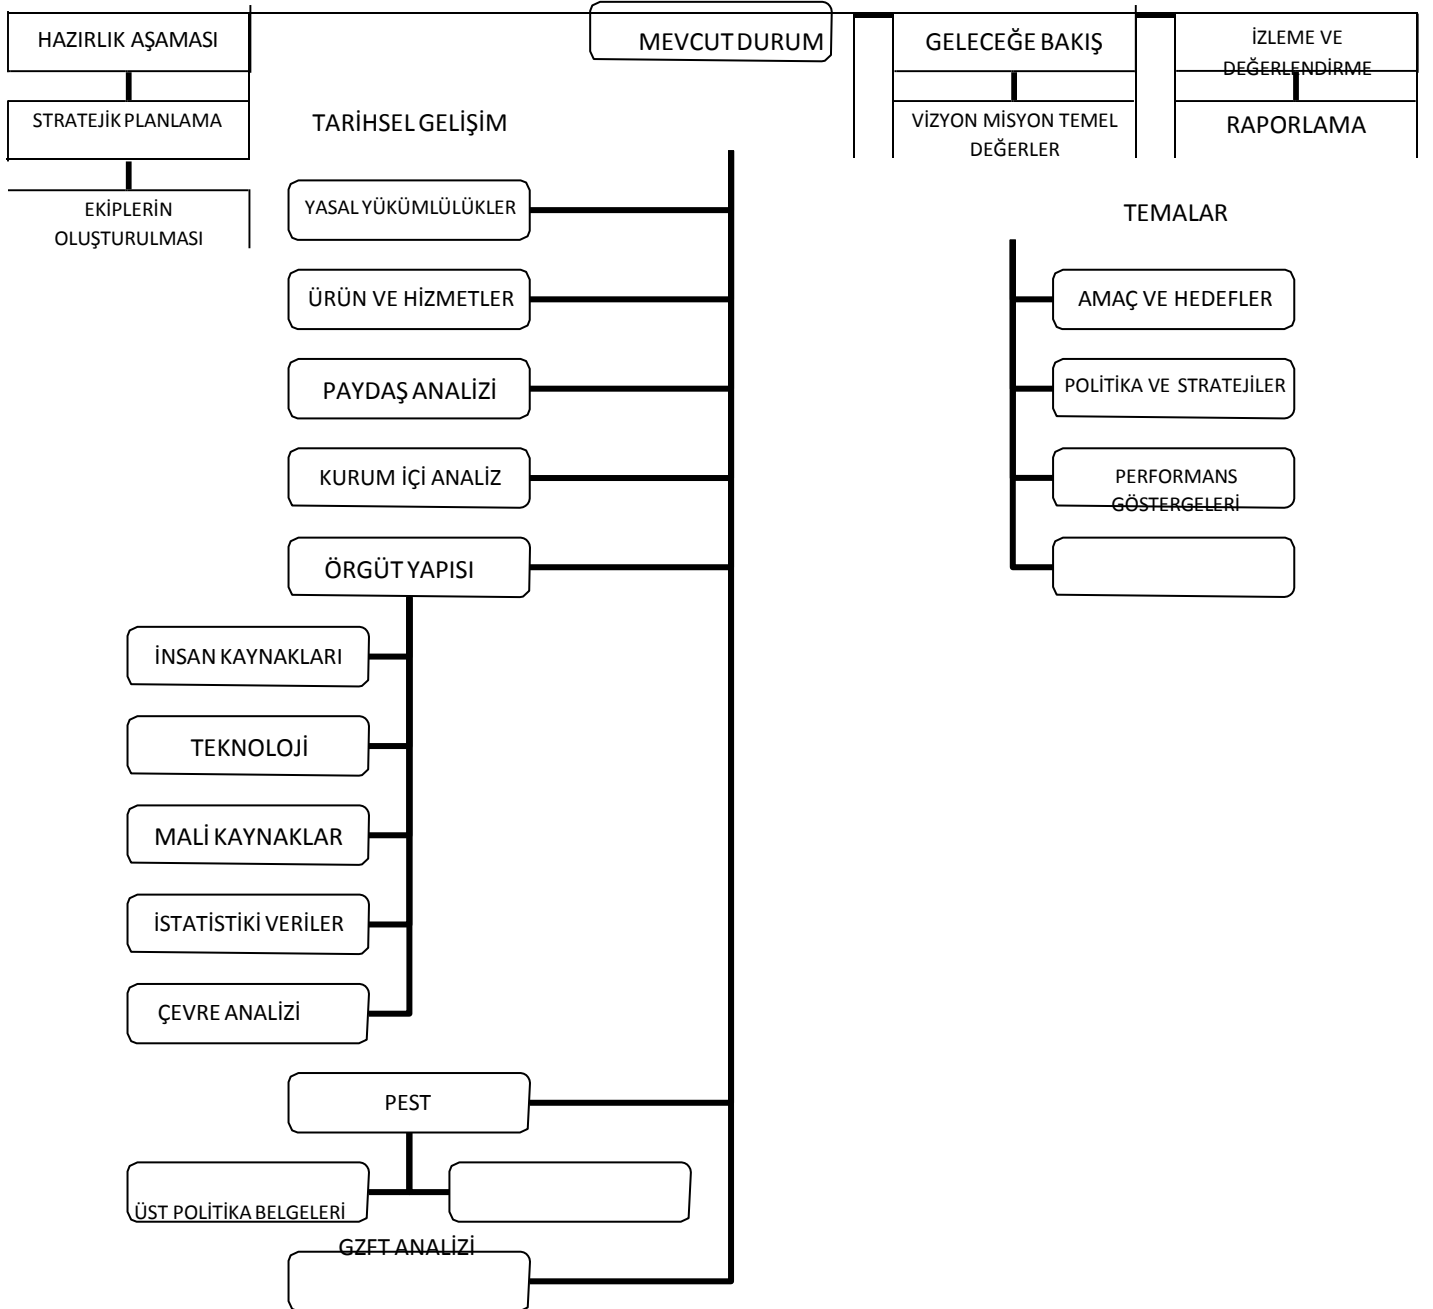 HAZIRLIK AŞAMASI
STRATEJİK PLANLAMA
EKİPLERİN
OLUŞTURULMASI
MEVCUT DURUM
TARİHSEL GELİŞİM
YASAL YÜKÜMLÜLÜKLER
ÜRÜN VE HİZMETLER
PAYDAŞ ANALİZİ
KURUM İÇİ ANALİZ
ÖRGÜT YAPISI
İNSAN KAYNAKLARI
TEKNOLOJİ
MALİ KAYNAKLAR
İSTATİSTİKİ VERİLER
ÇEVRE ANALİZİ
PEST
ÜST POLİTİKA BELGELERİ
GZFT ANALİZİ
GELECEĞE BAKIŞ
VİZYON MİSYON TEMEL
DEĞERLER
TEMALAR
AMAÇ VE HEDEFLER
POLİTİKA VE STRATEJİLER
PERFORMANS
GÖSTERGELERİ
İZLEME VE
DEĞERLENDİRME
RAPORLAMA